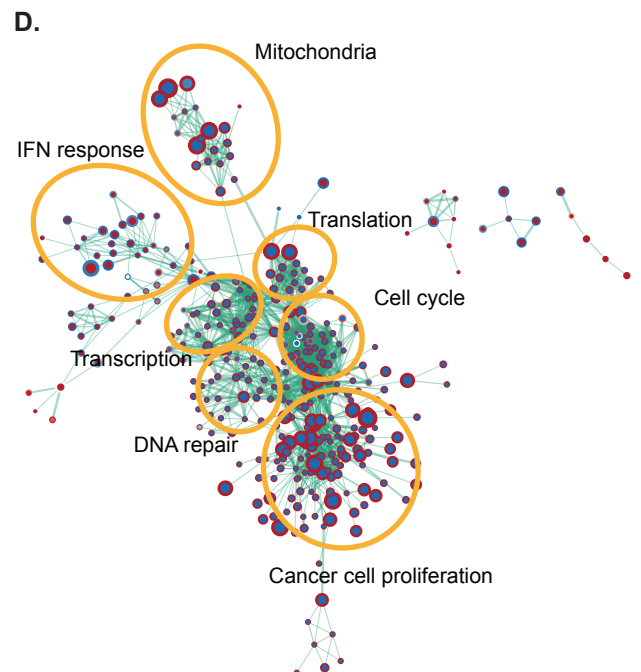 D.
Mitochondria
IFN response
Translation
Cell cycle
Transcription
DNA repair
Cancer cell proliferation